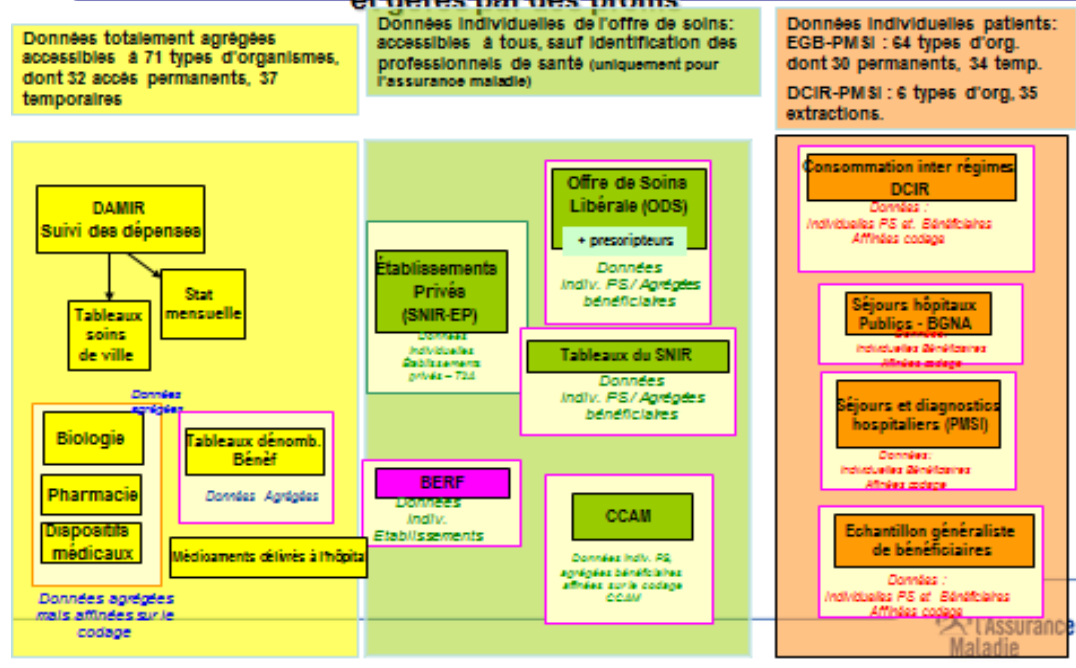 et gérés par des profils
Données totalement agrégées
accessibles à 71 types d'organismes,
dont 32 accès permanents, 37
temporaires
Données individuelles de l'offre de soins:
accessibles à tous, sauf identification des
professionnels de santé (uniquement pour
l'assurance maladie)
Données individuelles patients:
EGB-PMSI : 64 types d'org.
dont 30 permanents, 34 temp.
DCIR-PMSI : 6 types d'org, 35
extractions.
DAMIR
Suivi des dépenses
Tableaux
soins
de ville
Stat
mensuelle
Données
agrégées
Biologie
Pharmacie
Dispositifs
médicaux
Tableaux dénomb.
Bénéf
Données Agrégées
Médicaments délivrés à l'hôpital
Données agrégées
mais affinées sur le
codage
Établissements
Privés
(SNIR-EP)
Données
Individuelles
Établissements
privés – T2A
Offre de Soins
Libérale (ODS)
+ prescripteurs
Données
Indiv. PS / Agrégées
bénéficiaires
Tableaux du SNIR
Données
Indiv. PS / Agrégées
bénéficiaires
BERF
Données
Indiv.
Etablissements
CCAM
Données Indiv. PS,
agrégées bénéficiaires
affinées sur le codage
CCAM
Consommation inter régimes
DCIR
Données :
Individuelles PS et. Bénéficiaires
Affinées codage
Séjours hôpitaux
Publics - BGNA
Données:
Individuelles Bénéficiaires
Affinées codage
Séjours et diagnostics
hospitaliers (PMSI)
Données:
Individuelles Bénéficiaires
Affinées codage
Echantillon généraliste
de bénéficiaires
Données :
Individuelles PS et Bénéficiaires
Affinées codage
l'Assurance
Maladie